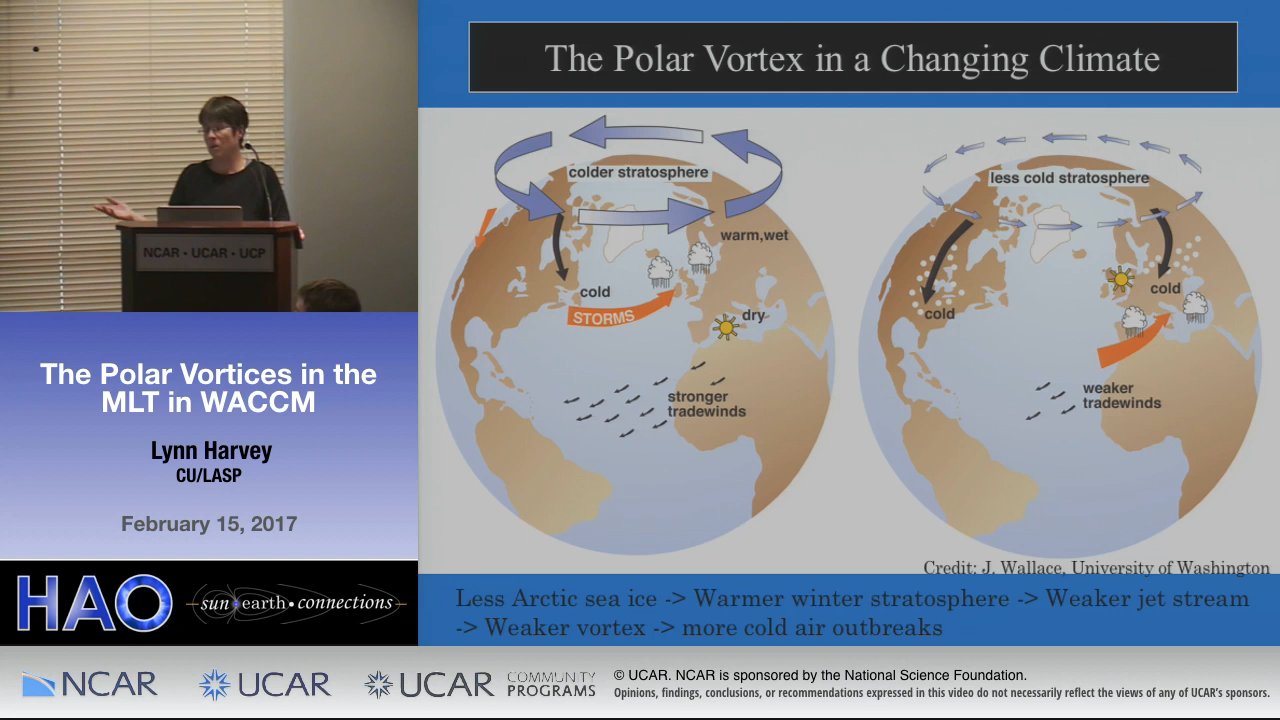 NCAR • UCAR • UCP
The Polar Vortices in the
MLT in WACCM
Lynn Harvey
CU/LASP
February 15, 2017
HAO
sun earth • connections
The Polar Vortex in a Changing Climate
colder stratosphere
warm,wet
cold
STORMS
dry
stronger
tradewinds
less cold stratosphere
cold
cold
weaker
tradewinds
Credit: J. Wallace, University of Washington
Less Arctic sea ice -> Warmer winter stratosphere -> Weaker jet stream
-> Weaker vortex -> more cold air outbreaks
NCAR
UCAR
UCAR
COMMUNITY
PROGRAMS
© UCAR. NCAR is sponsored by the National Science Foundation.
Opinions, findings, conclusions, or recommendations expressed in this video do not necessarily reflect the views of any of UCAR's sponsors.